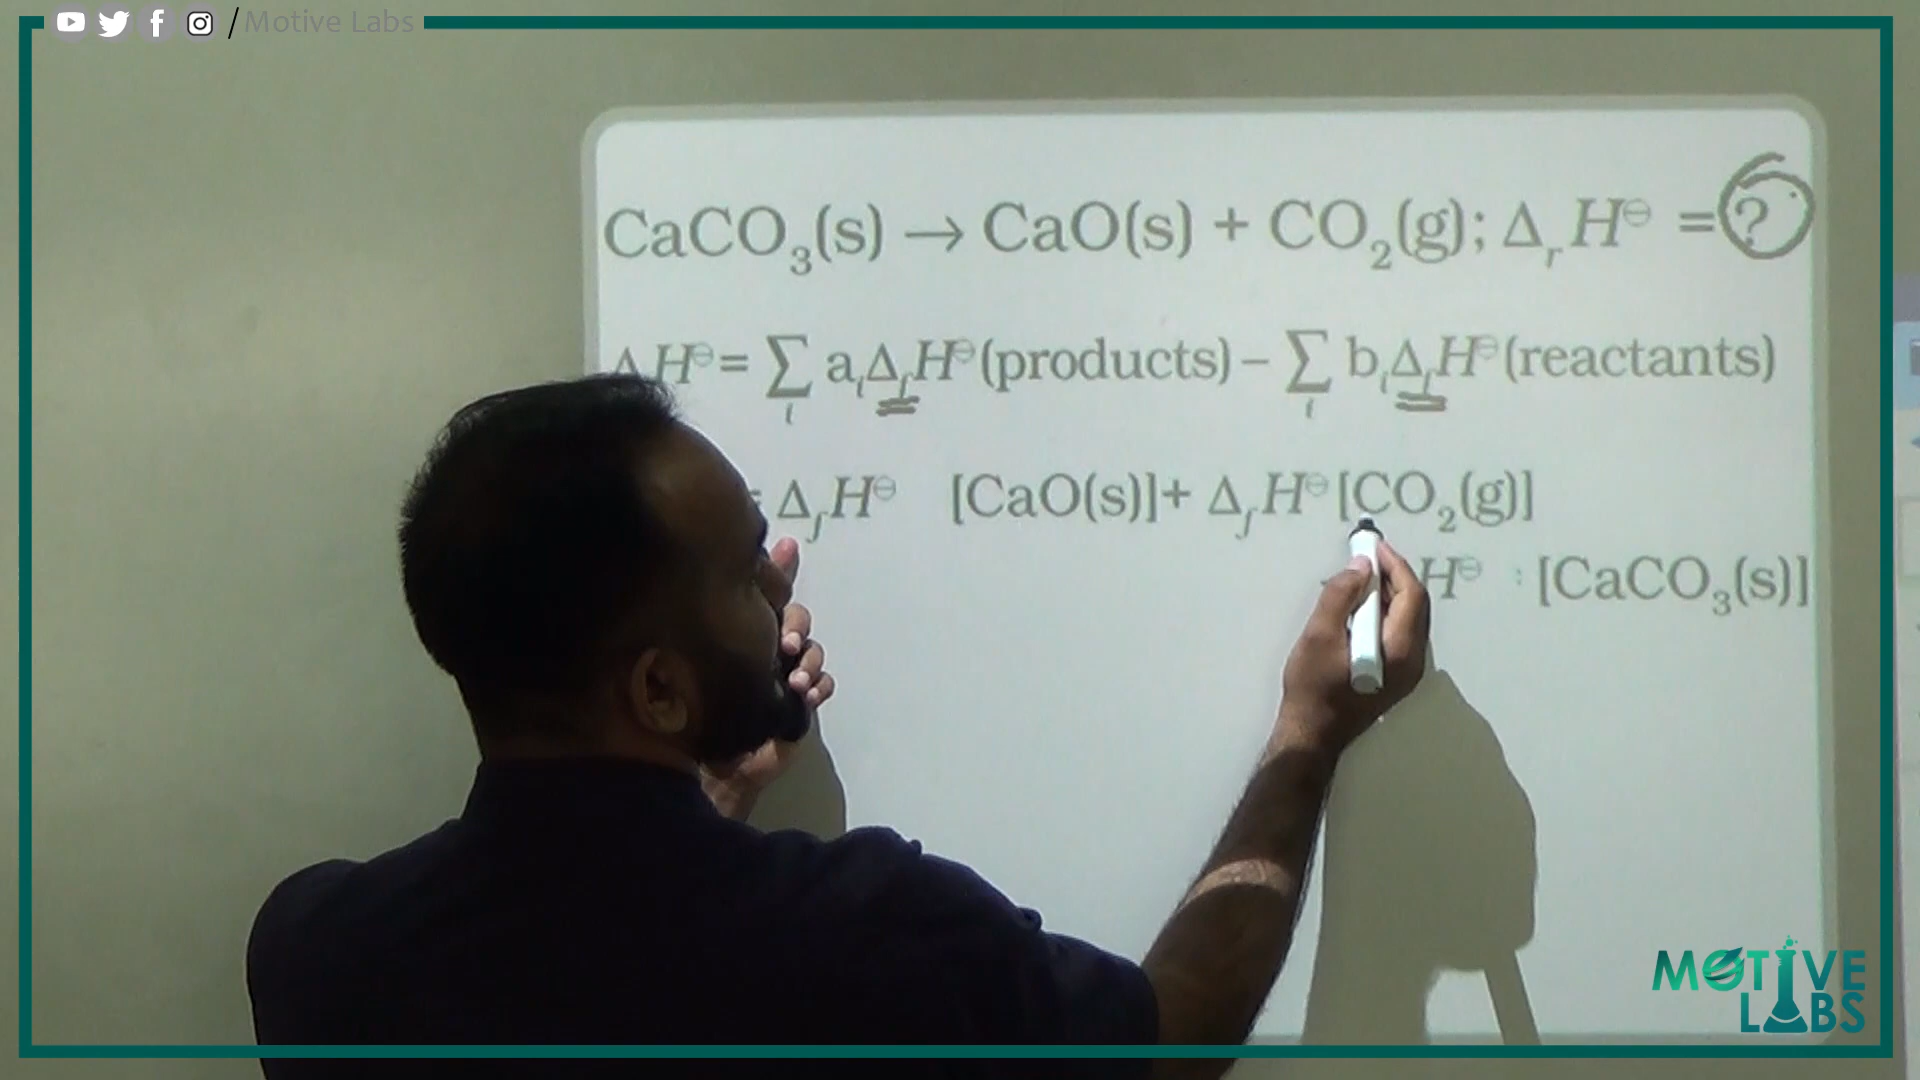 /Motive Labs
CaCO₃(s) → CaO(s) + CO₂(g); ΔᵣH⊖ = ?
H⊖ = ∑ᵢ aᵢΔfH⊖(products) – ∑ᵢ bᵢΔfH⊖(reactants)
= ΔfH⊖ [CaO(s)]+ ΔfH⊖[CO₂(g)]
H⊖ [CaCO₃(s)]
MOTIVE
LABS